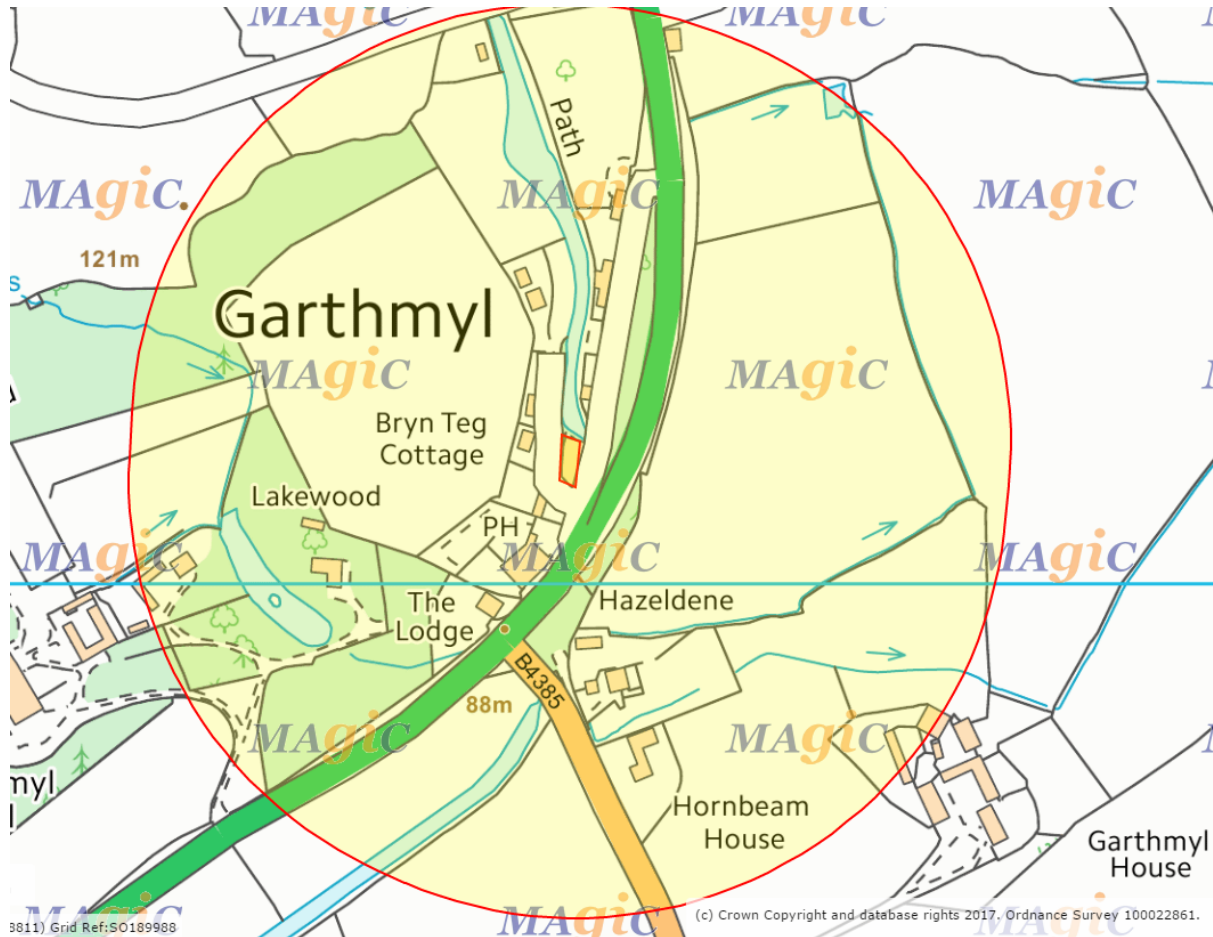 MAgiC MAgiC
Path
MAgiC. MAgiC MAgiC
121m
S
Garthmyl
MAgiC MAgiC
Bryn Teg
Cottage
Lakewood
PH
MAgiC MAgiC MAgiC
The
Lodge
Hazeldene
B4385
88m
MAgiC MAgiC
myl
Hornbeam
House
Garthmyl
House
MAgiC MAgiC MAgiC
(c) Crown Copyright and database rights 2017. Ordnance Survey 100022861.
3811) Grid Ref:SO189988